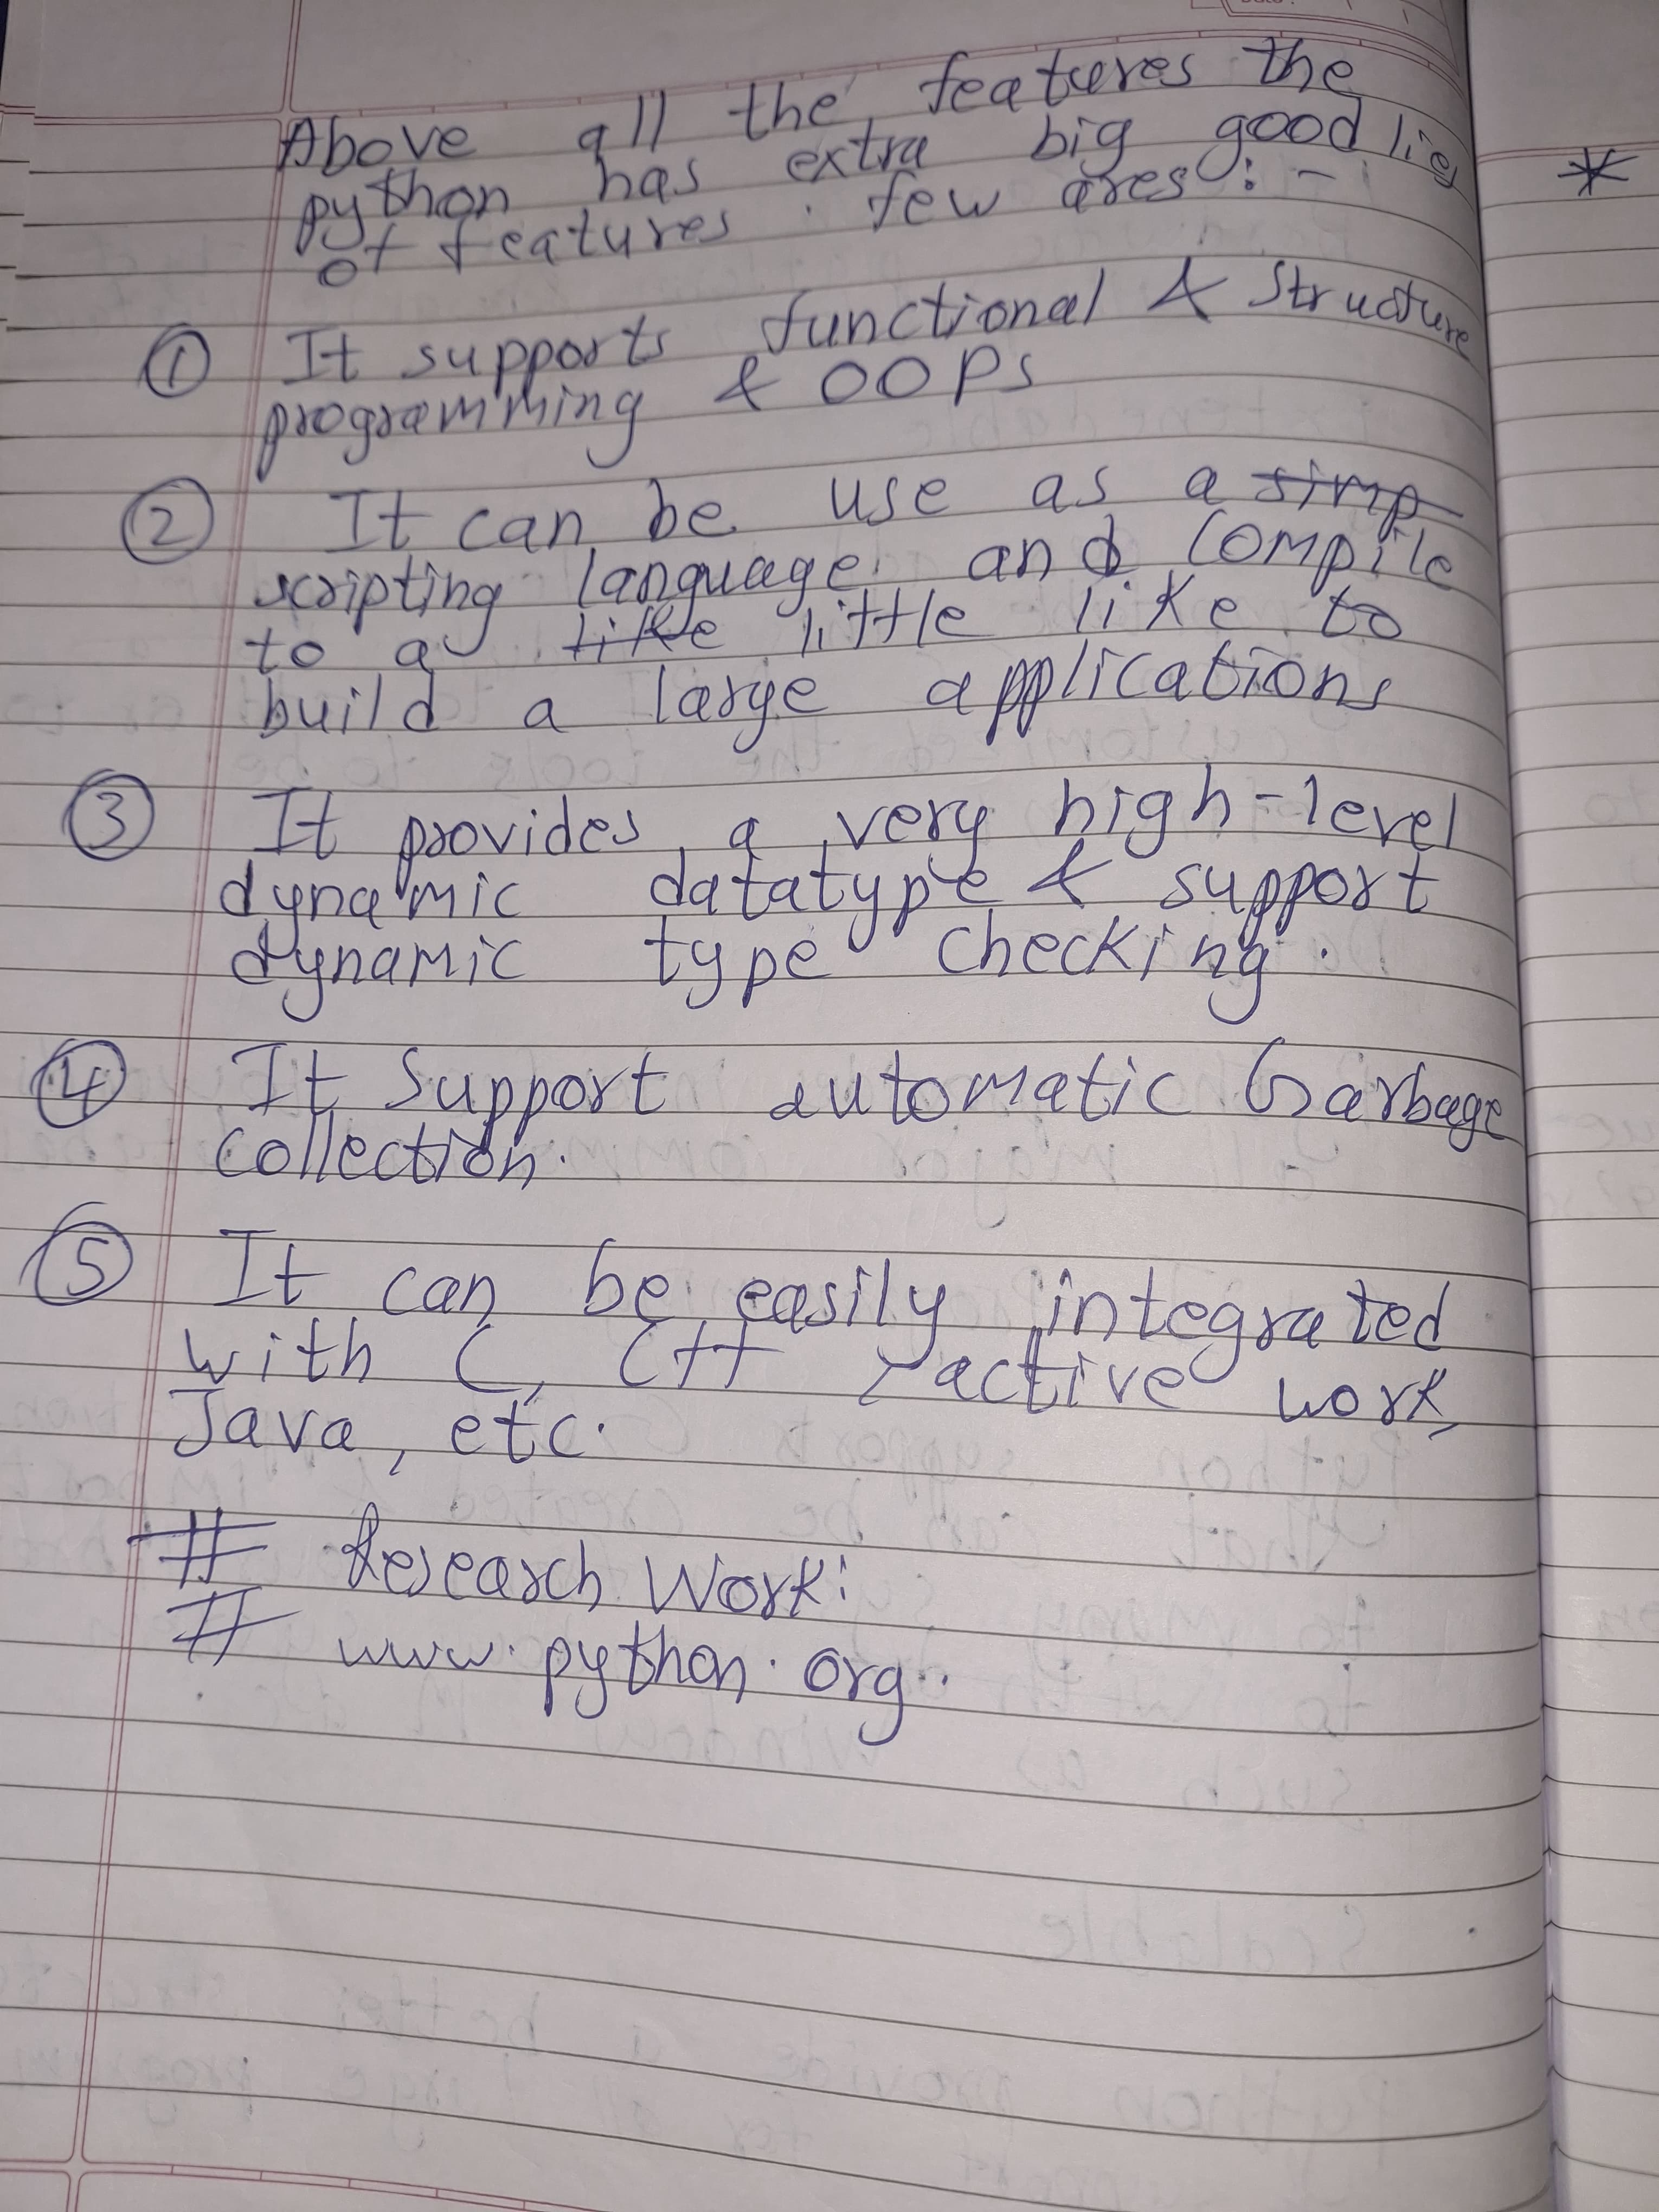 Above all the features the
python has extra big good lies
of features. few ares :-
① It supports functional & Structure
programming & OOPs
② It can be use as a simp
scripting language and compile
to a like little like to
build a large applications
③ It provides a very high-level
dynamic datatype & support
dynamic type checking.
④ It Support automatic Garbage
collection.
⑤ It can be easily integrated
with C, C++ active work,
Java, etc.
# Research Work:
# www.python.org..
*